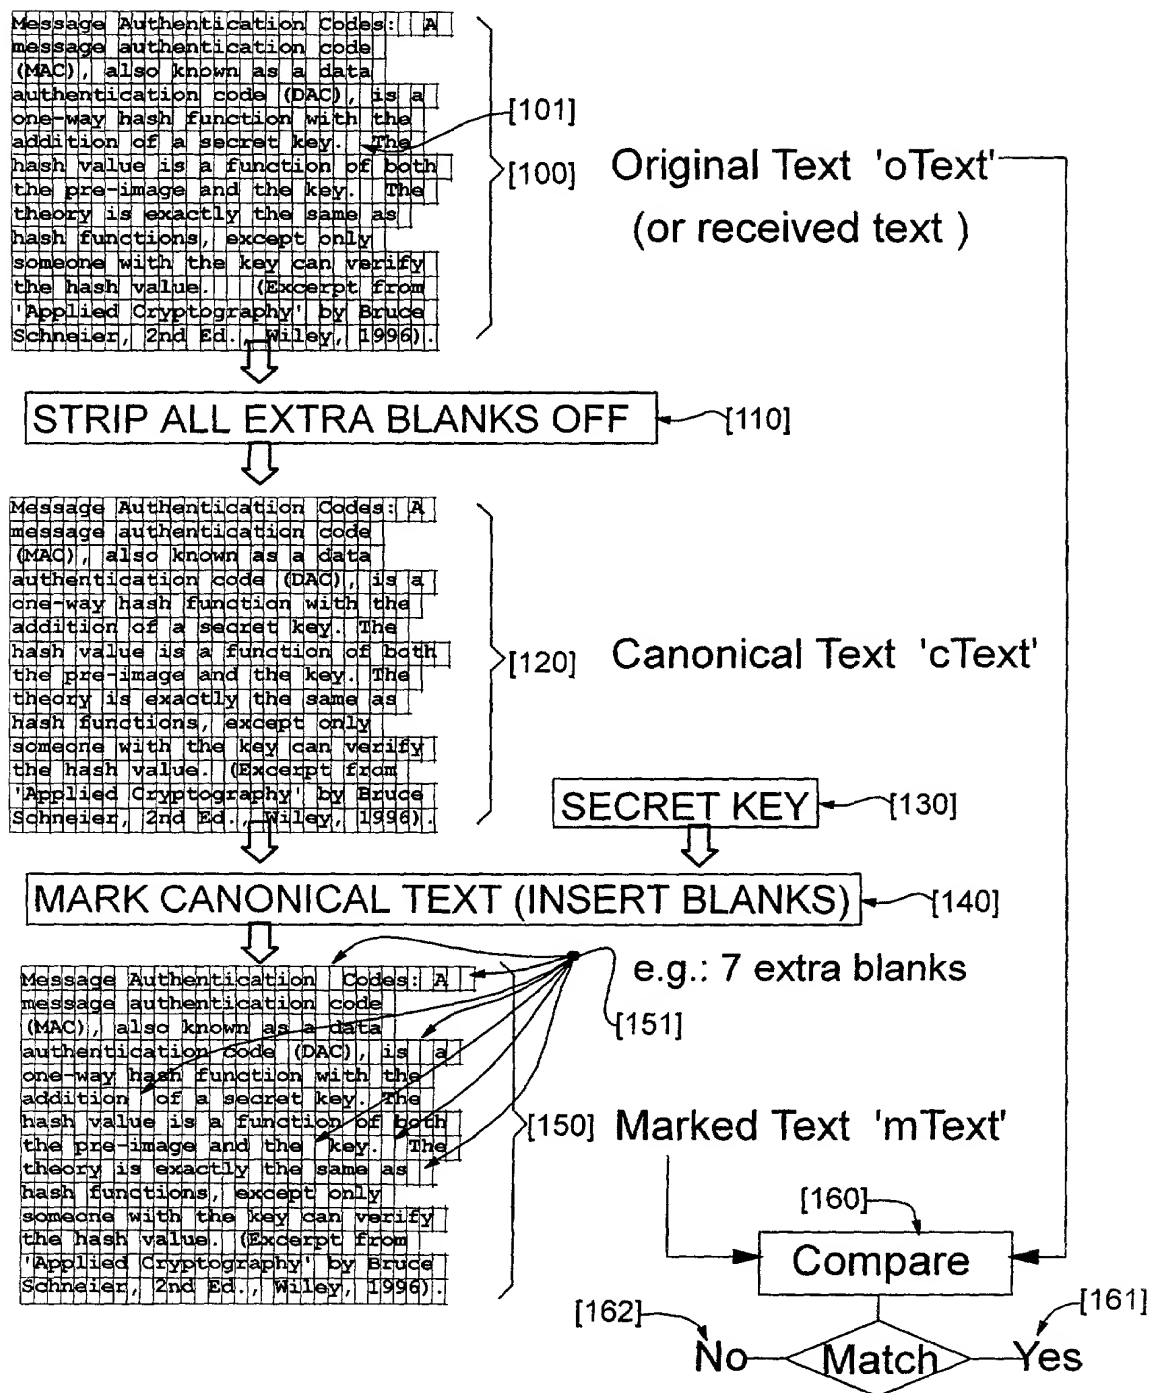 Message Authentication Codes:  A
message authentication code
(MAC), also known as a data
authentication code (DAC), is a
one-way hash function with the
addition of a secret key.  The
hash value is a function of both
the pre-image and the key.  The
theory is exactly the same as
hash functions, except only
someone with the key can verify
the hash value.   (Excerpt from
'Applied Cryptography' by Bruce
Schneier, 2nd Ed., Wiley, 1996).
[101]
[100]
Original Text 'oText'
(or received text )
STRIP ALL EXTRA BLANKS OFF
[110]
Message Authentication Codes: A
message authentication code
(MAC), also known as a data
authentication code (DAC), is a
one-way hash function with the
addition of a secret key. The
hash value is a function of both
the pre-image and the key. The
theory is exactly the same as
hash functions, except only
someone with the key can verify
the hash value. (Excerpt from
'Applied Cryptography' by Bruce
Schneier, 2nd Ed., Wiley, 1996).
[120]
Canonical Text 'cText'
SECRET KEY
[130]
MARK CANONICAL TEXT (INSERT BLANKS)
[140]
Message Authentication  Codes: A
message authentication code
(MAC), also known as a data
authentication code (DAC), is  a
one-way hash function with the
addition  of a secret key. The
hash value is a function of both
the pre-image and the  key.  The
theory is exactly the same as
hash functions, except only
someone with the key can verify
the hash value. (Excerpt from
'Applied Cryptography' by Bruce
Schneier, 2nd Ed., Wiley, 1996).
e.g.: 7 extra blanks
[151]
[150]
Marked Text 'mText'
[160]
Compare
[162]
[161]
No
Match
Yes